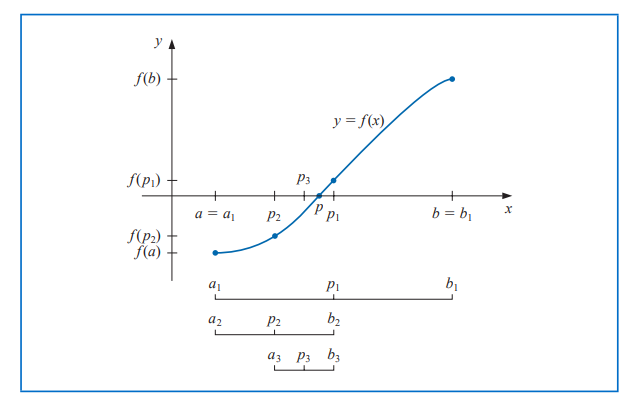 y
f(b)
y = f(x)
f(p₁)
p₃
a = a₁
p₂
p
p₁
b = b₁
x
f(p₂)
f(a)
a₁
p₁
b₁
a₂
p₂
b₂
a₃
p₃
b₃